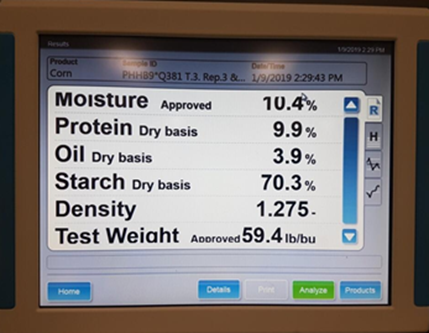 Results
1/9/2019 2:29 PM
Product Sample ID Date/Time
Corn PHHB9^Q381 T.3. Rep.3 &... 1/9/2019 2:29:43 PM
Moisture Approved 10.4%
Protein Dry basis 9.9%
Oil Dry basis 3.9%
Starch Dry basis 70.3%
Density 1.275-
Test Weight Approved 59.4 lb/bu
R
H
Home Details Print Analyze Products